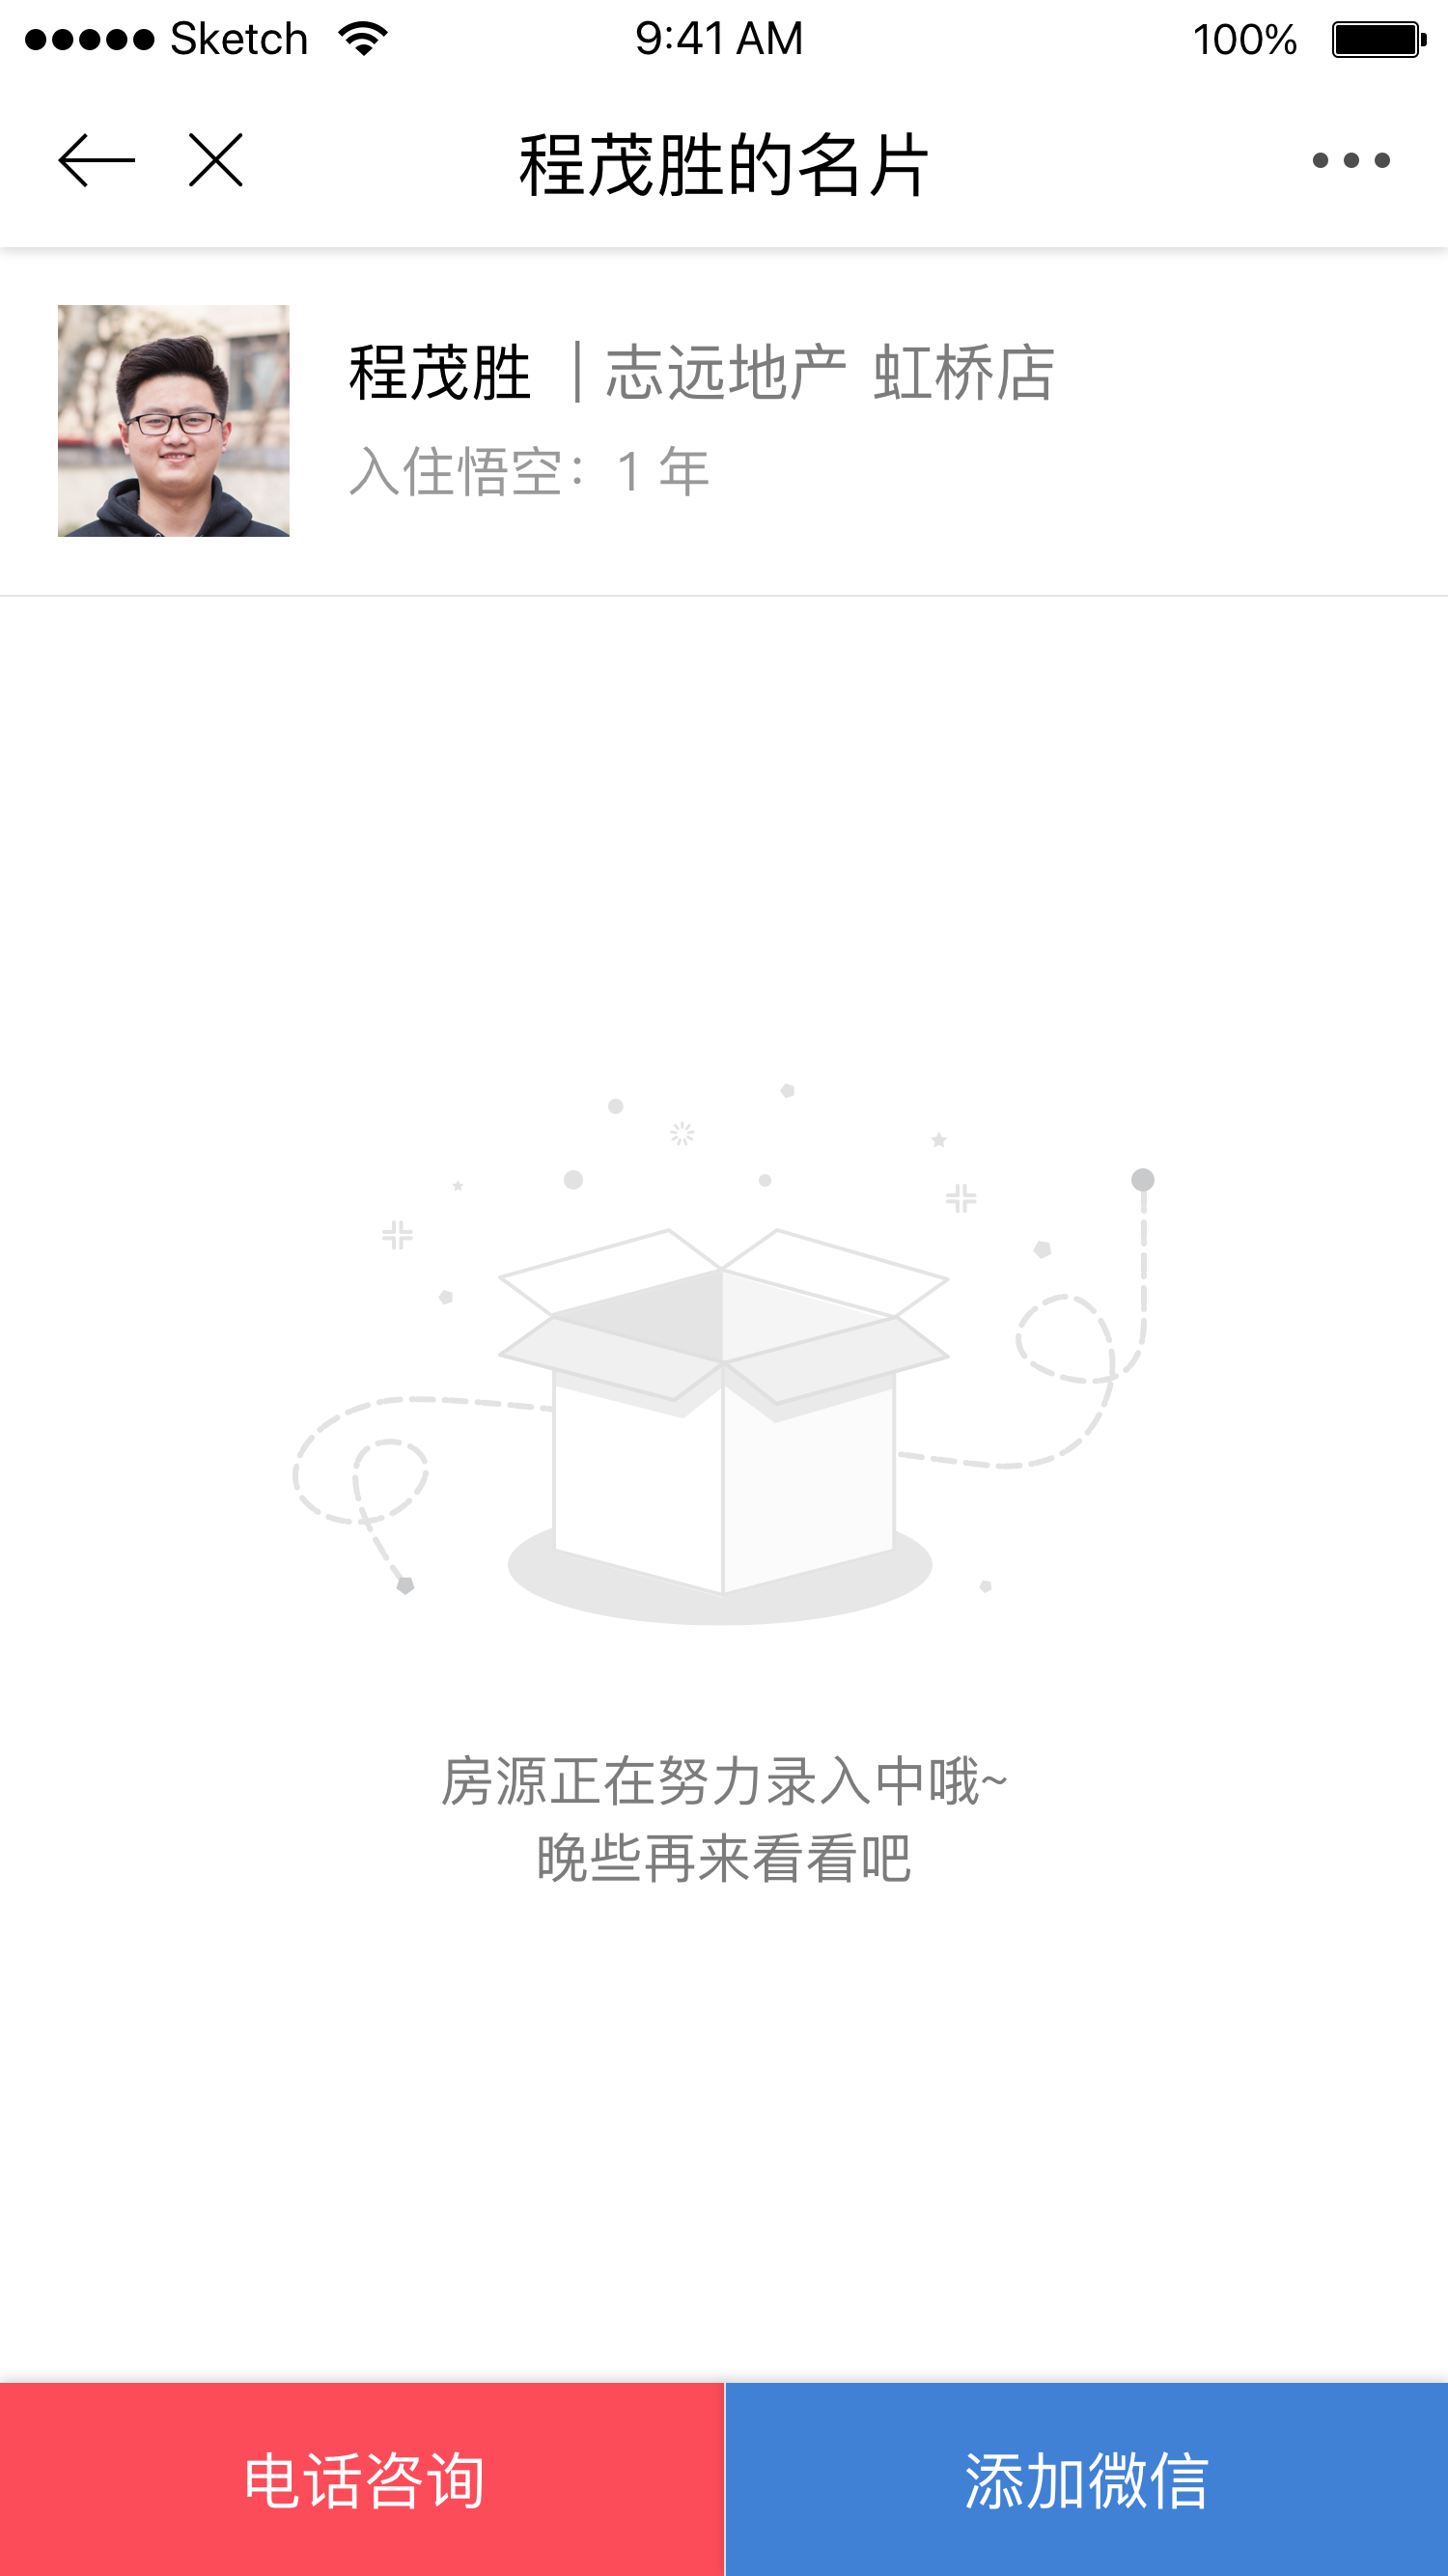 Sketch 9:41 AM 100%
程茂胜的名片
程茂胜 | 志远地产 虹桥店
入住悟空：1 年
房源正在努力录入中哦~
晚些再来看看吧
电话咨询
添加微信